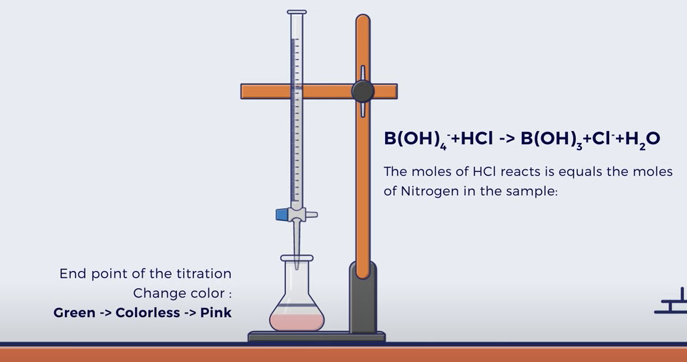 B(OH)₄⁻+HCl -> B(OH)₃+Cl⁻+H₂O
The moles of HCl reacts is equals the moles
of Nitrogen in the sample:
End point of the titration
Change color :
Green -> Colorless -> Pink